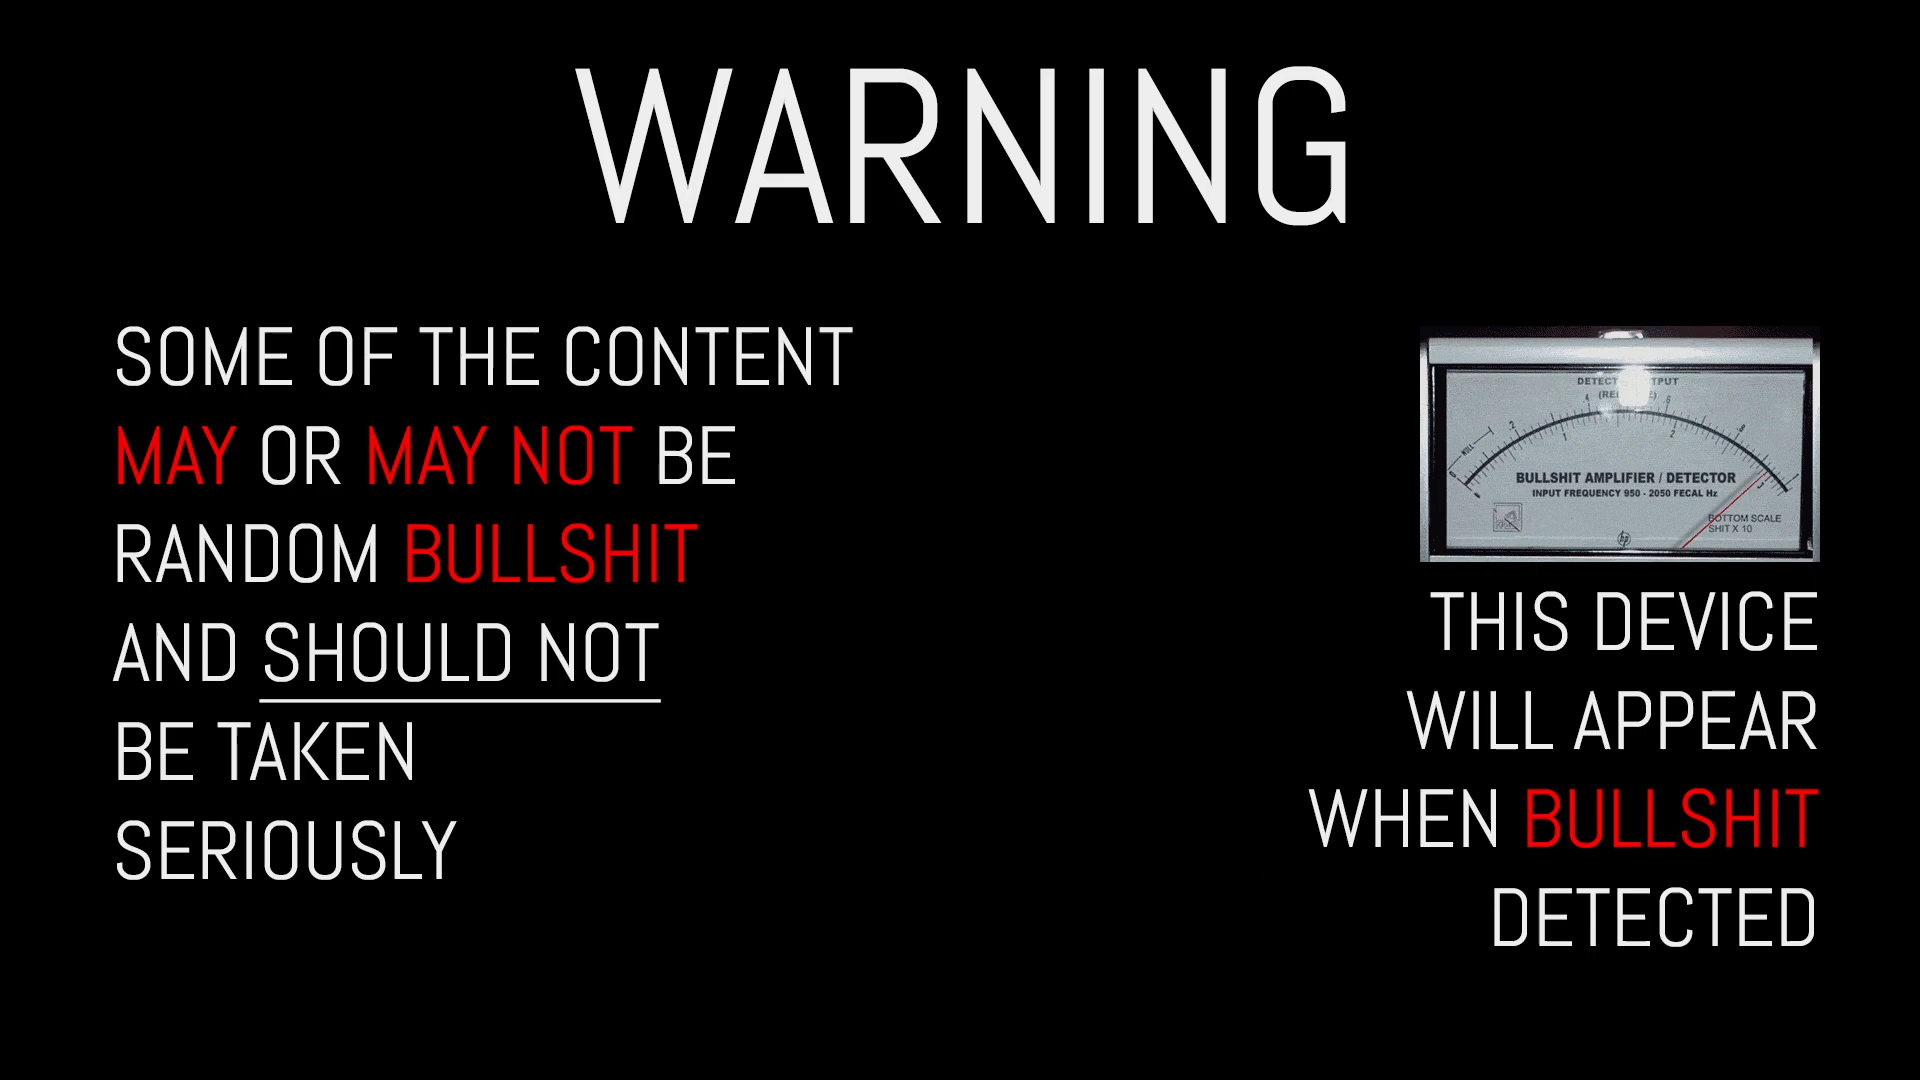 WARNING
SOME OF THE CONTENT
MAY OR MAY NOT BE
RANDOM BULLSHIT
AND SHOULD NOT
BE TAKEN
SERIOUSLY
BULLSHIT AMPLIFIER / DETECTOR
INPUT FREQUENCY 950 - 2050 FECAL Hz
BOTTOM SCALE
SHIT X 10
hp
THIS DEVICE
WILL APPEAR
WHEN BULLSHIT
DETECTED